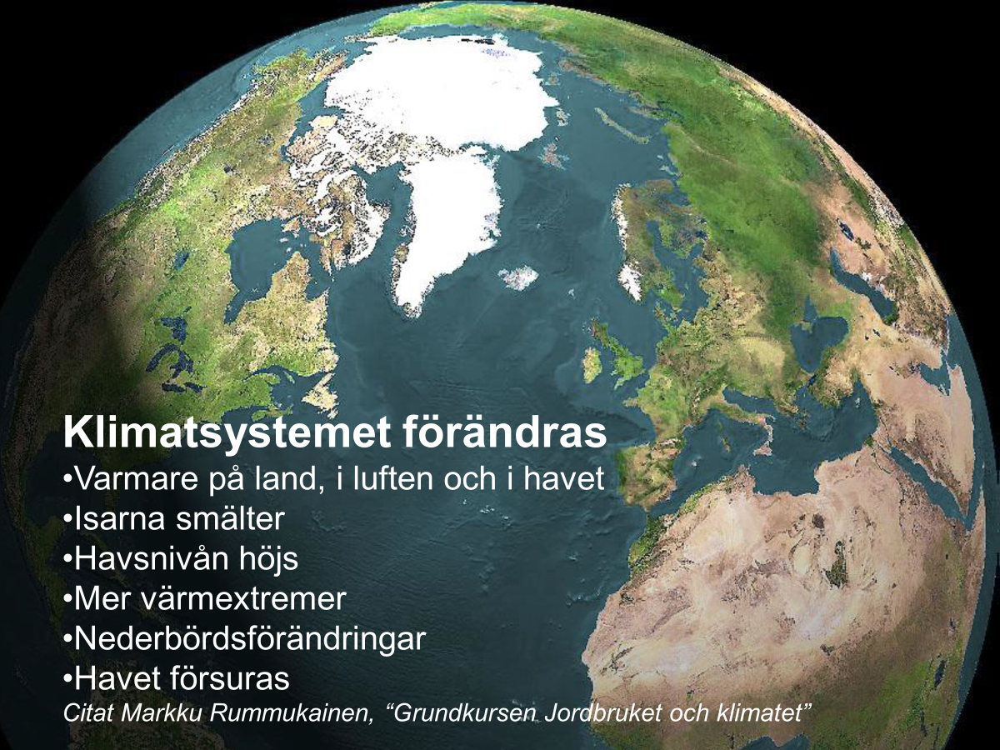 Klimatsystemet förändras
•Varmare på land, i luften och i havet
•Isarna smälter
•Havsnivån höjs
•Mer värmextremer
•Nederbördsförändringar
•Havet försuras
Citat Markku Rummukainen, “Grundkursen Jordbruket och klimatet”